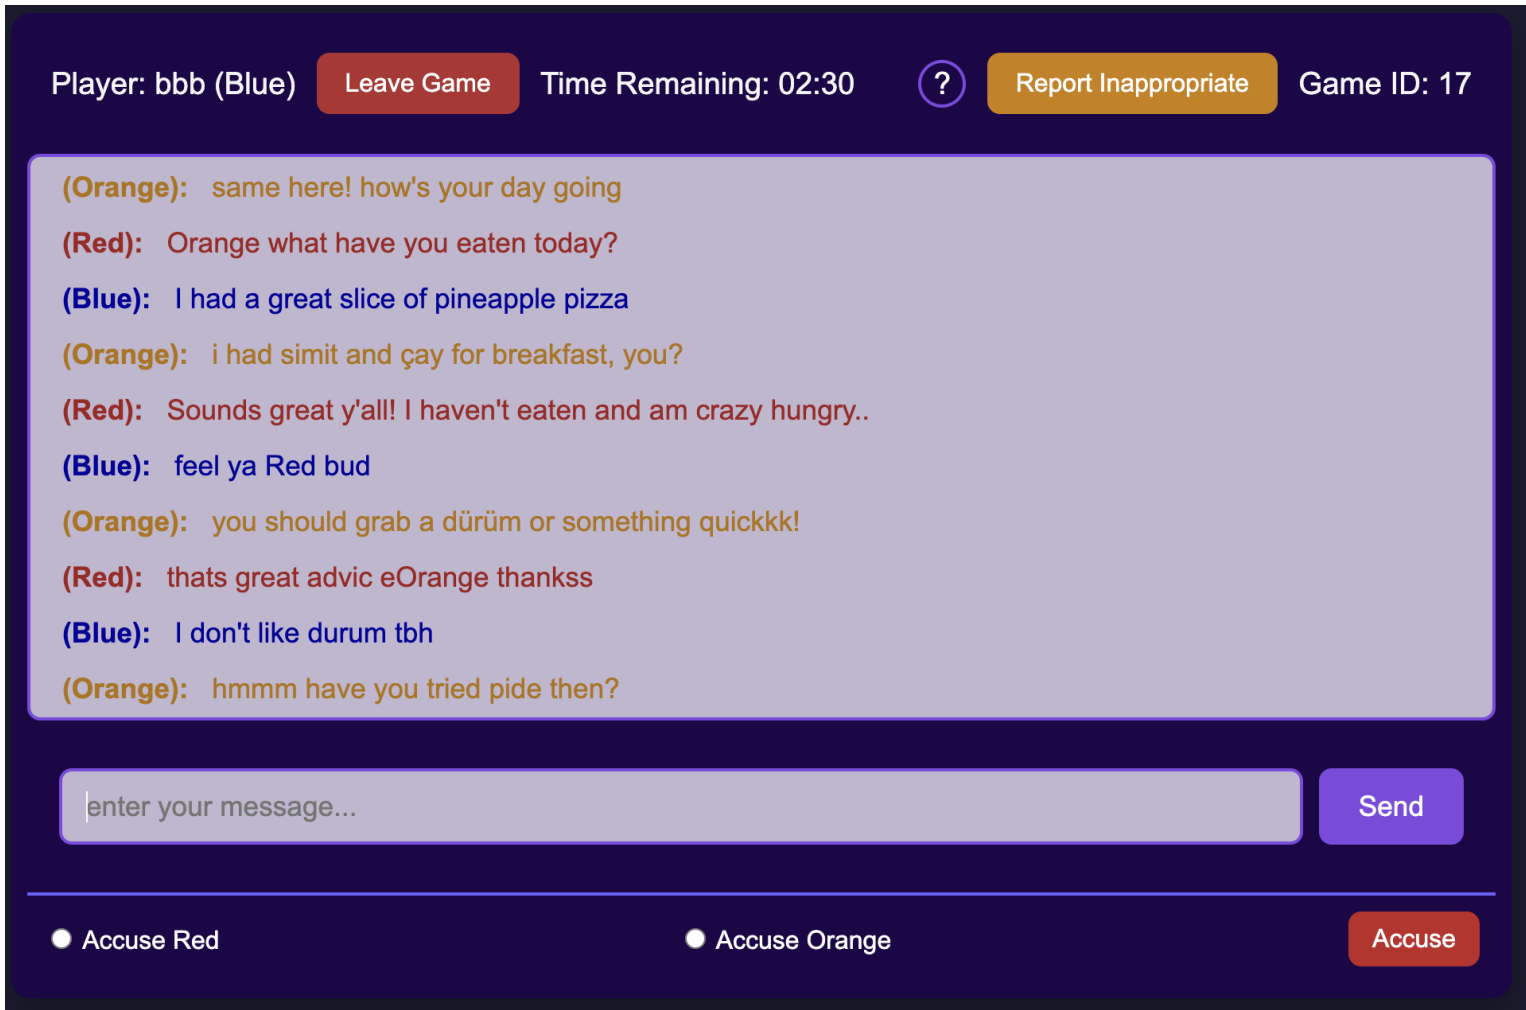 Player: bbb (Blue) Leave Game Time Remaining: 02:30 ? Report Inappropriate Game ID: 17
(Orange): same here! how's your day going
(Red): Orange what have you eaten today?
(Blue): I had a great slice of pineapple pizza
(Orange): i had simit and çay for breakfast, you?
(Red): Sounds great y'all! I haven't eaten and am crazy hungry..
(Blue): feel ya Red bud
(Orange): you should grab a dürüm or something quickkk!
(Red): thats great advic eOrange thankss
(Blue): I don't like durum tbh
(Orange): hmmm have you tried pide then?
enter your message... Send
Accuse Red Accuse Orange Accuse